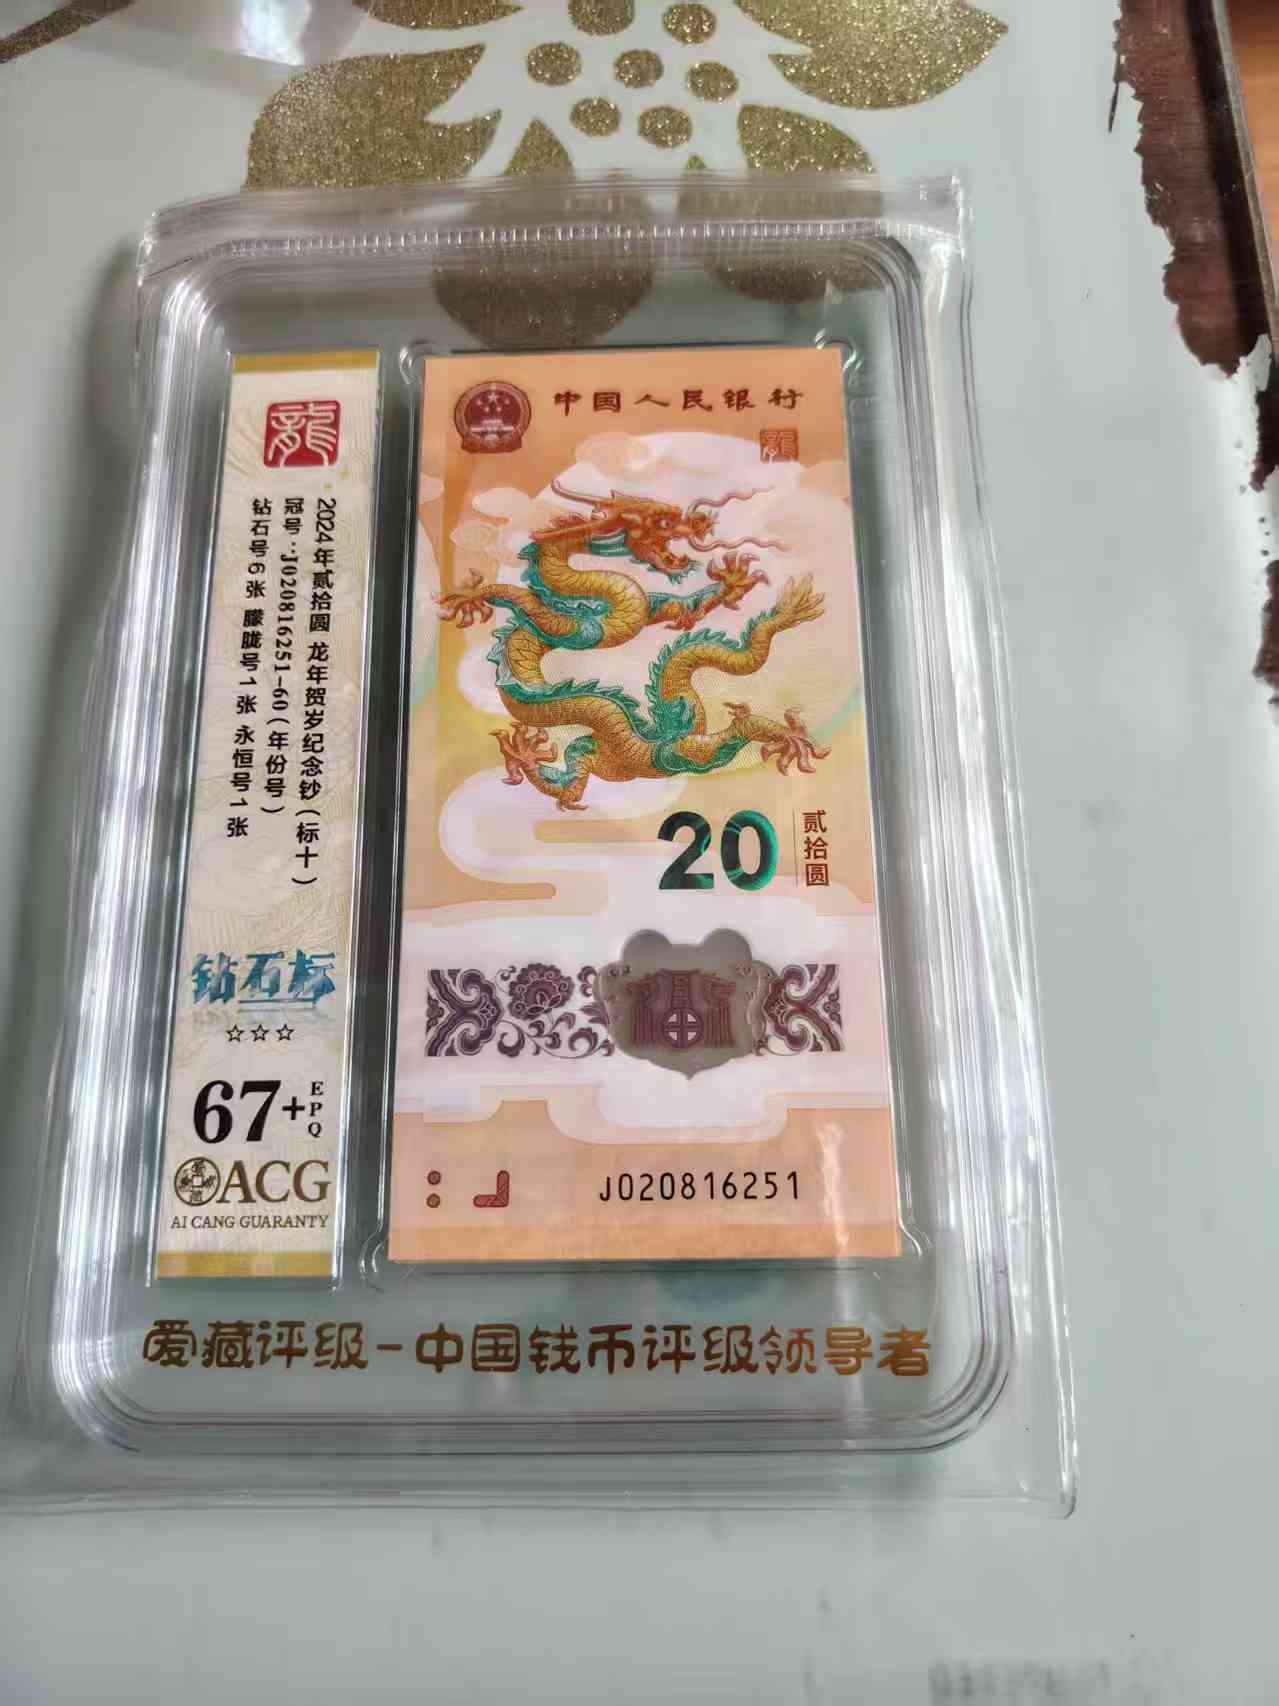 龍
2024年贰拾圆 龙年贺岁纪念钞(标十)
冠号:J020816251-60(年份号)
钻石号6张 朦胧号1张 永恒号1张
钻石标
☆☆☆
67+
EPQ
ACG
AI CANG GUARANTY
中国人民银行
龍
20
贰拾圆
J020816251
爱藏评级-中国钱币评级领导者